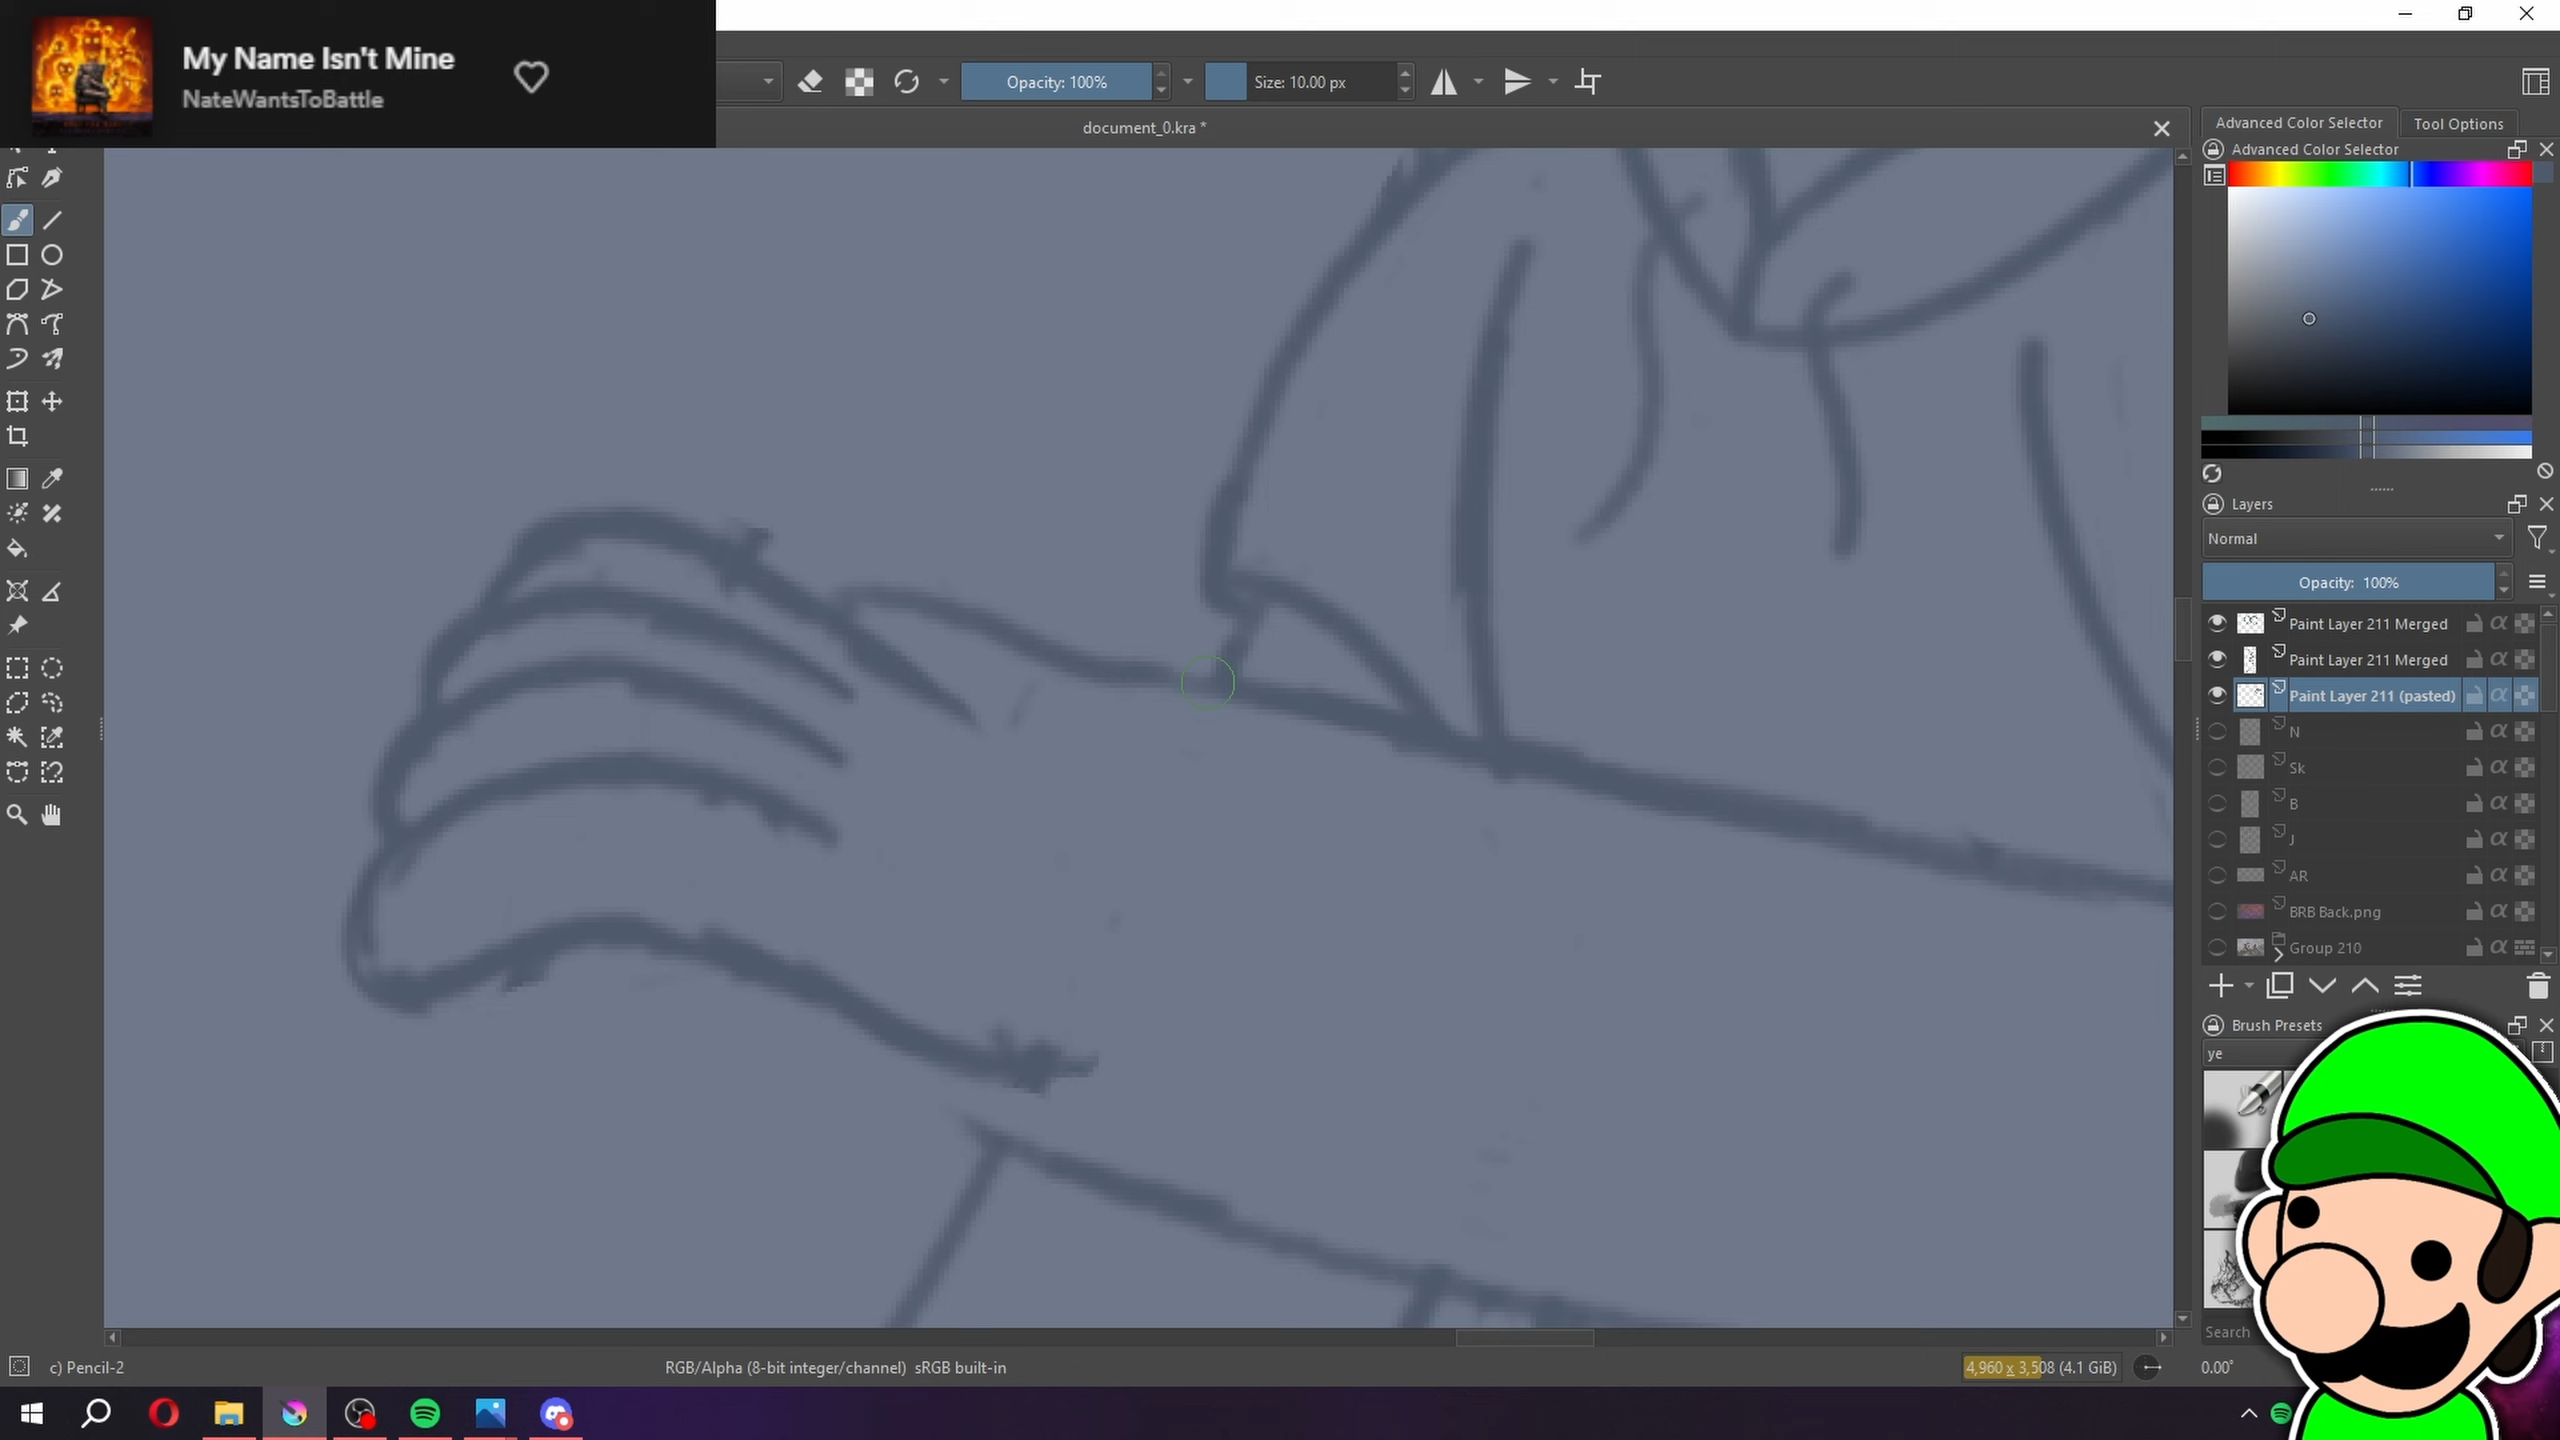 My Name Isn't Mine
NateWantsToBattle
Opacity: 100%
Size: 10.00 px
document_0.kra *
Advanced Color Selector
Tool Options
Advanced Color Selector
Layers
Normal
Opacity: 100%
Paint Layer 211 Merged
Paint Layer 211 Merged
Paint Layer 211 (pasted)
N
Sk
B
J
AR
BRB Back.png
Group 210
Brush Presets
ye
Search
c) Pencil-2
RGB/Alpha (8-bit integer/channel) sRGB built-in
4,960 x 3,508 (4.1 GiB)
0.00°